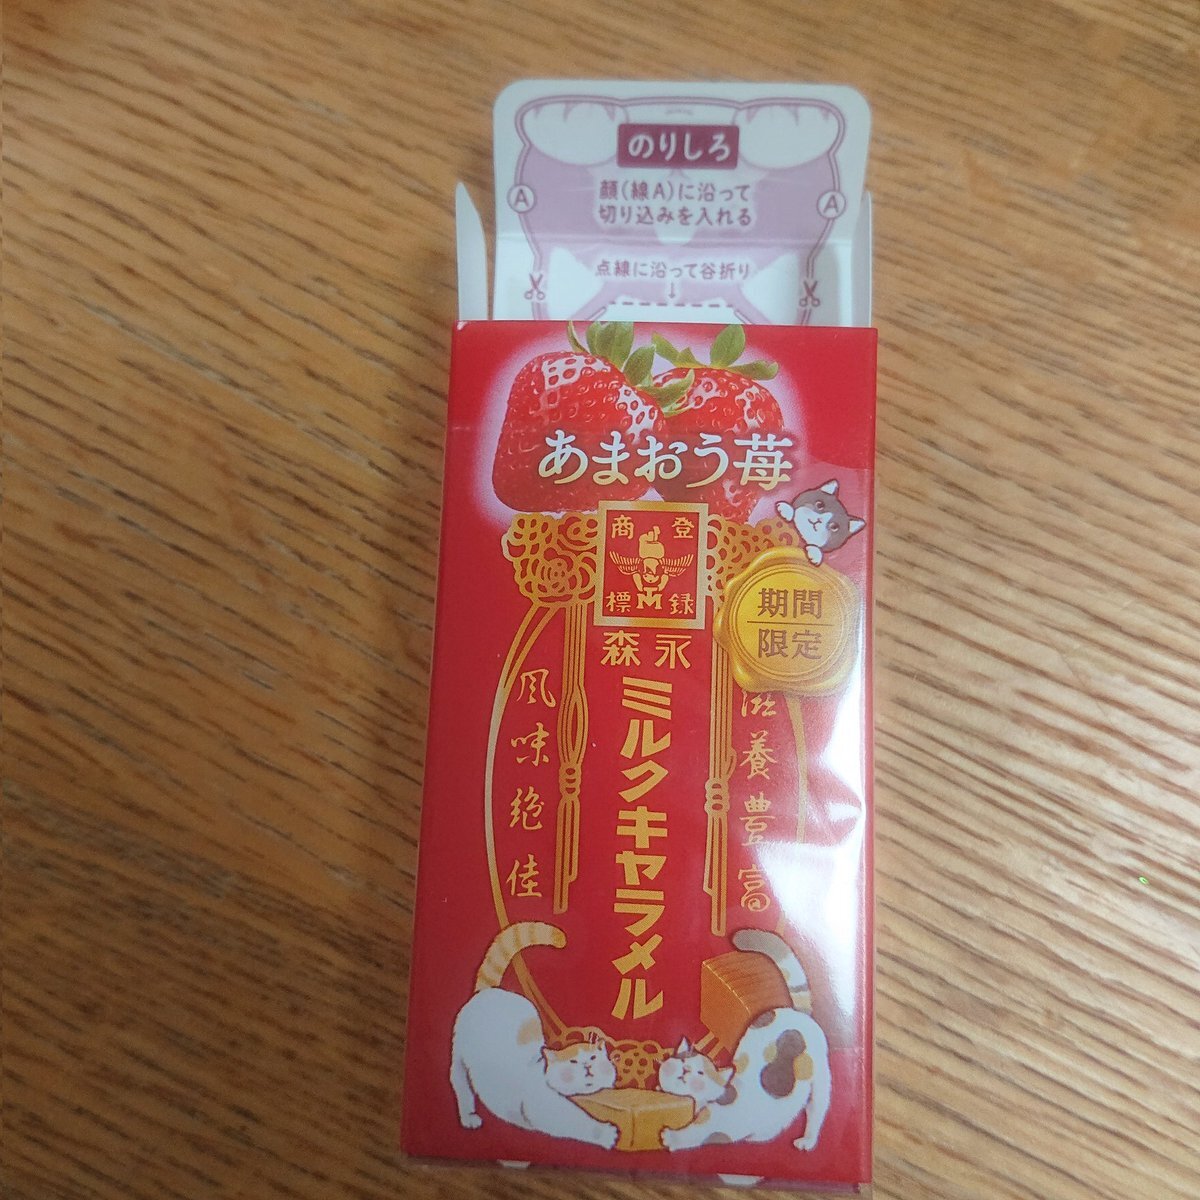 のりしろ
顔(線A)に沿って
切り込みを入れる
A
A
点線に沿って谷折り
↓
あまおう苺
登録
商標
TM
森永
ミルクキャラメル
期間
限定
滋養豊富
風味絶佳